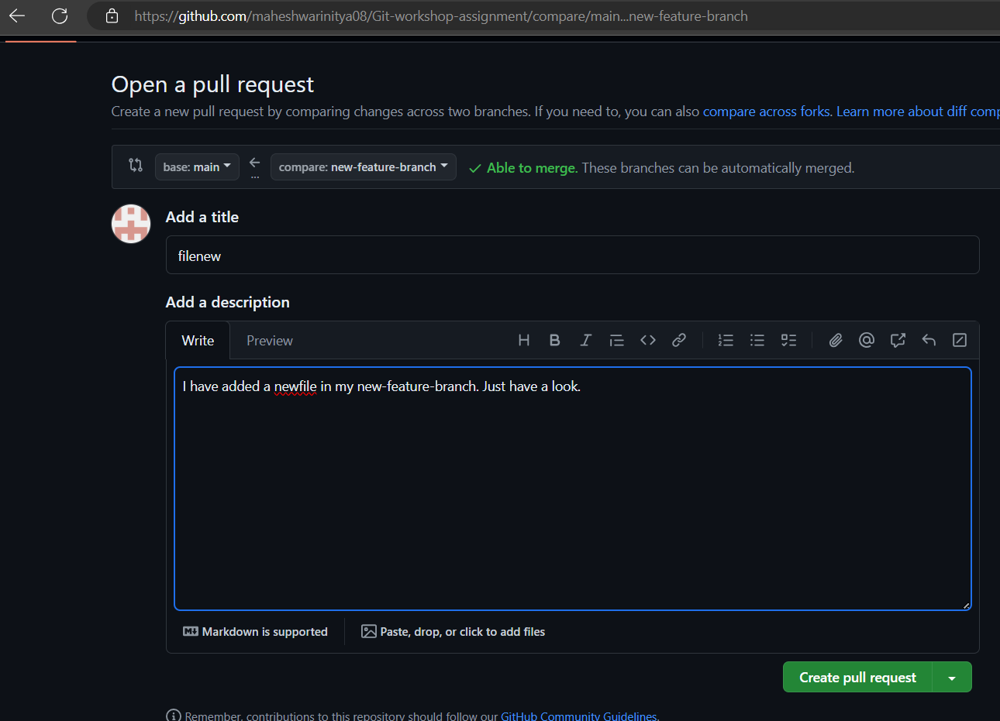 https://github.com/maheshwarinitya08/Git-workshop-assignment/compare/main...new-feature-branch
Open a pull request
Create a new pull request by comparing changes across two branches. If you need to, you can also compare across forks. Learn more about diff comp
base: main ... compare: new-feature-branch Able to merge. These branches can be automatically merged.
Add a title
filenew
Add a description
Write Preview
I have added a newfile in my new-feature-branch. Just have a look.
Markdown is supported Paste, drop, or click to add files
Create pull request
Remember, contributions to this repository should follow our GitHub Community Guidelines.